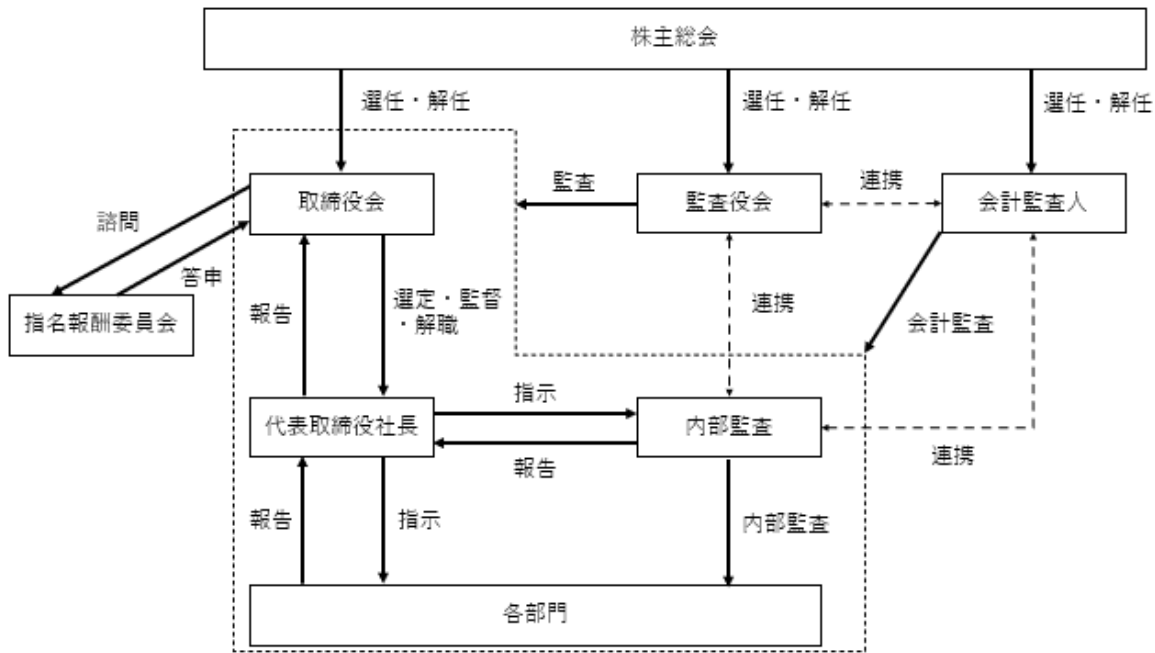 株主総会
選任・解任
選任・解任
選任・解任
取締役会
監査
監査役会
連携
会計監査人
諮問
答申
指名報酬委員会
報告
選定・監督
・解職
連携
会計監査
代表取締役社長
指示
報告
内部監査
連携
報告
指示
内部監査
各部門